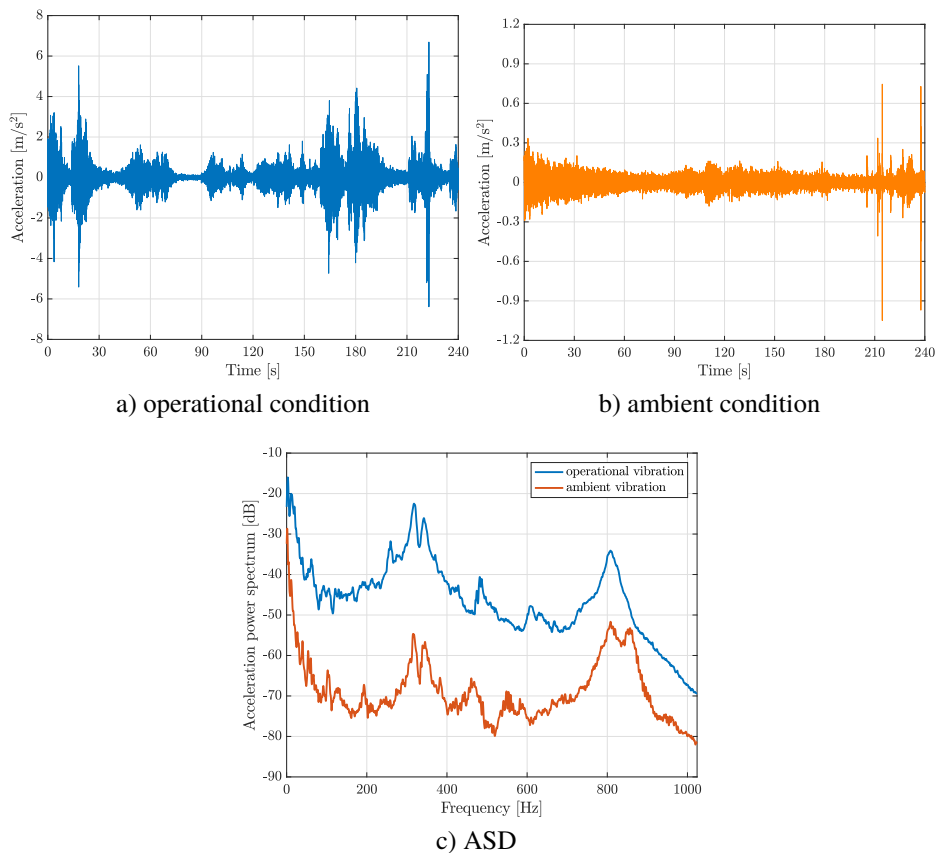 8
6
4
2
0
-2
-4
-6
-8
Acceleration [m/s²]
0 30 60 90 120 150 180 210 240
Time [s]
a) operational condition
1.2
0.9
0.6
0.3
0
-0.3
-0.6
-0.9
-1.2
Acceleration [m/s²]
0 30 60 90 120 150 180 210 240
Time [s]
b) ambient condition
-10
-20
-30
-40
-50
-60
-70
-80
-90
Acceleration power spectrum [dB]
operational vibration
ambient vibration
0 200 400 600 800 1000
Frequency [Hz]
c) ASD